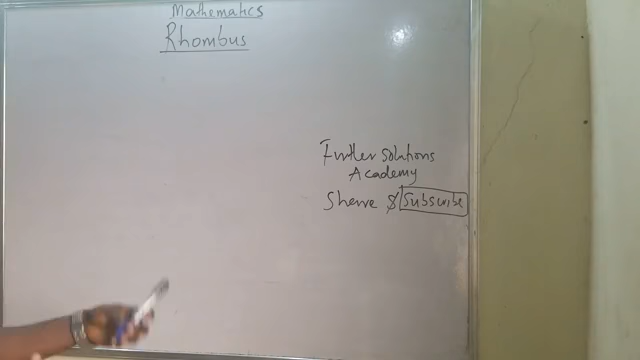 Mathematics
Rhombus
Further Solutions
Academy
Share & Subscribe